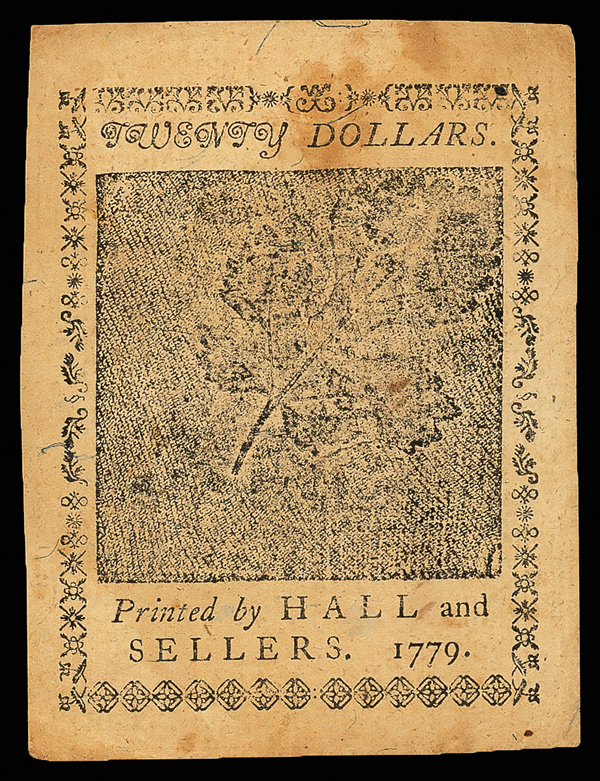 TWENTY DOLLARS.
Printed by HALL and
SELLERS. 1779.